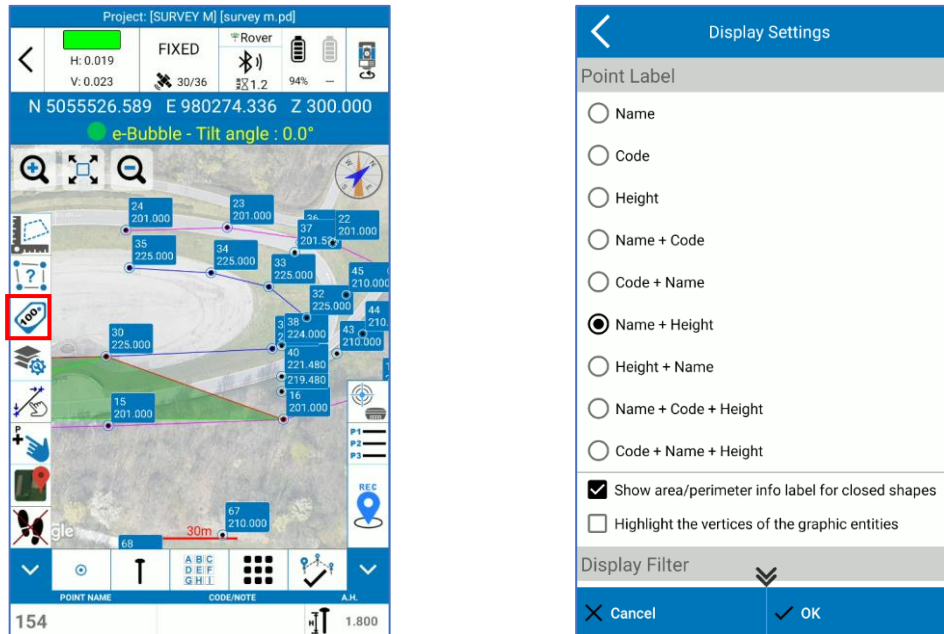 Project: [SURVEY M] [survey m.pd]
H: 0.019
V: 0.023
FIXED
30/36
Rover
1.2
94%
--
N 5055526.589 E 980274.336 Z 300.000
e-Bubble - Tilt angle : 0.0°
24
201.000
23
201.000
36
22
201.000
37
35
225.000
34
225.000
33
225.000
45
210.000
32
225.000
44
210.
100°
30
225.000
38
224.000
43
210.000
40
221.480
219.480
16
201.000
15
201.000
P
P1
P2
P3
REC
67
210.000
30m
68
A B C
D E F
G H I
POINT NAME
CODE/NOTE
A.H.
154
H
1.800
Display Settings
Point Label
Name
Code
Height
Name + Code
Code + Name
Name + Height
Height + Name
Name + Code + Height
Code + Name + Height
Show area/perimeter info label for closed shapes
Highlight the vertices of the graphic entities
Display Filter
Cancel
OK